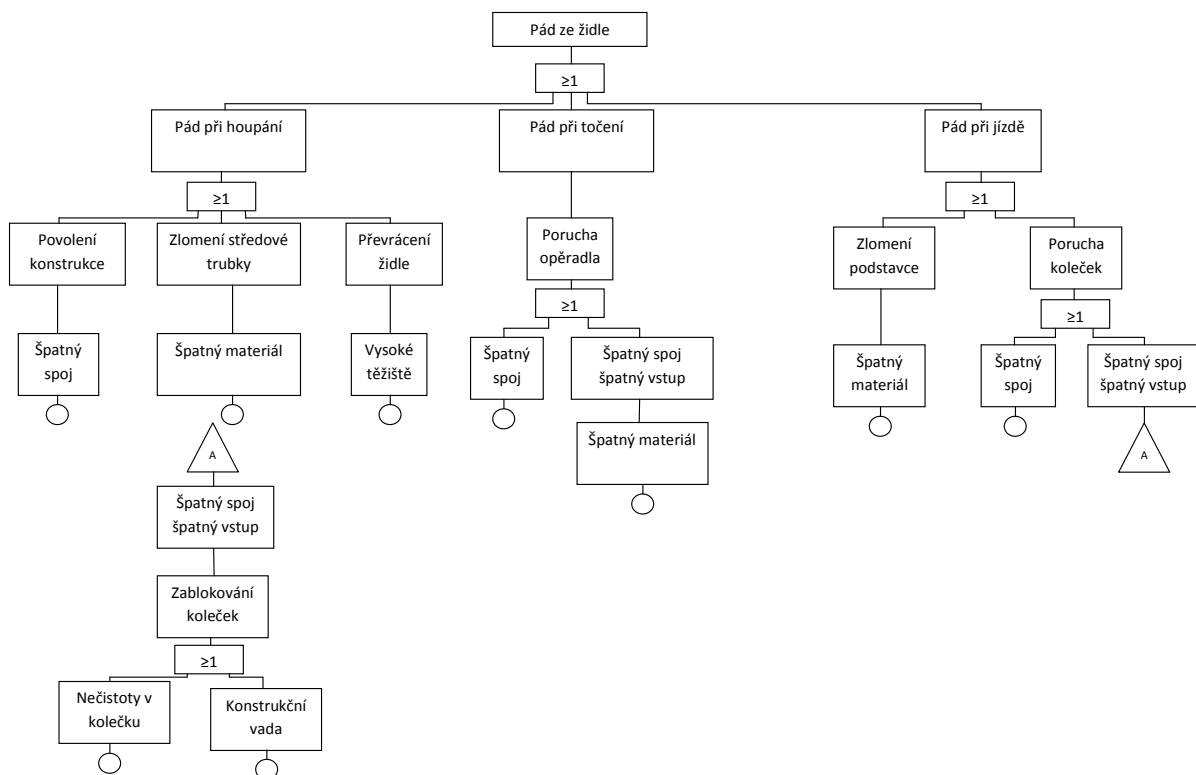 Pád ze židle
≥1
Pád při houpání
Pád při točení
Pád při jízdě
≥1
≥1
Povolení
konstrukce
Zlomení středové
trubky
Převrácení
židle
Porucha
opěradla
Zlomení
podstavce
Porucha
koleček
≥1
≥1
Špatný
spoj
Špatný materiál
Vysoké
těžiště
Špatný
spoj
Špatný spoj
špatný vstup
Špatný
materiál
Špatný
spoj
Špatný spoj
špatný vstup
Špatný materiál
A
A
Špatný spoj
špatný vstup
Zablokování
koleček
≥1
Nečistoty v
kolečku
Konstrukční
vada